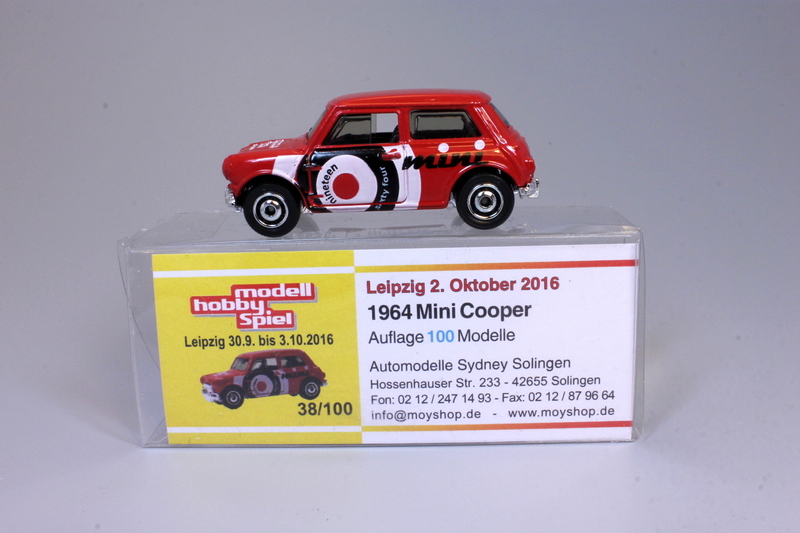 mini
nineteen
sixty four
modell
hobby
Spiel
Leipzig 30.9. bis 3.10.2016
38/100
Leipzig 2. Oktober 2016
1964 Mini Cooper
Auflage 100 Modelle
Automodelle Sydney Solingen
Hossenhauser Str. 233 - 42655 Solingen
Fon: 02 12 / 247 14 93 - Fax: 02 12 / 87 96 64
info@moyshop.de - www.moyshop.de